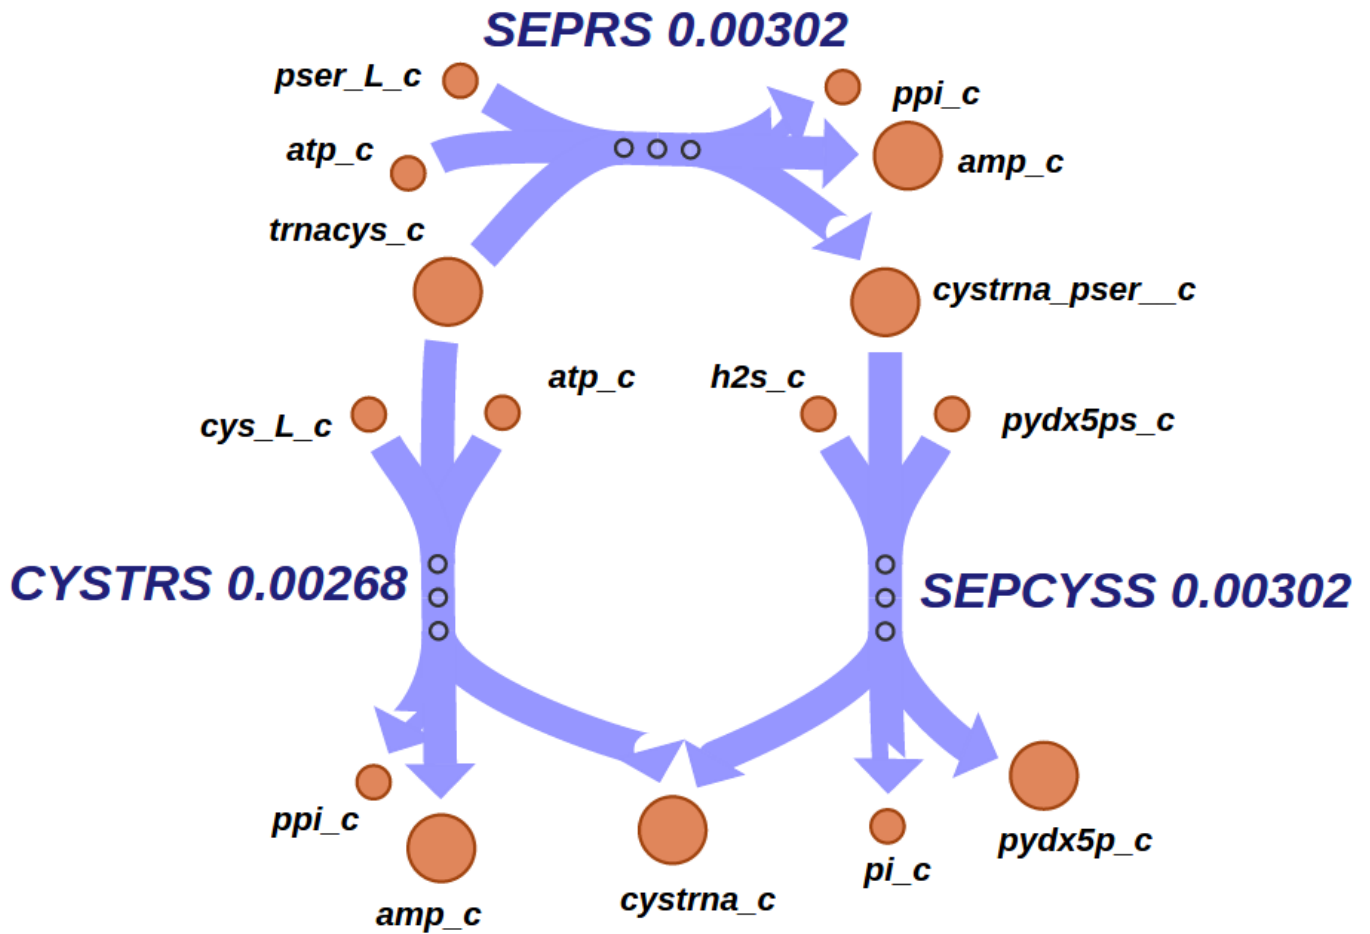 SEPRS 0.00302
pser_L_c
ppi_c
atp_c
amp_c
trnacys_c
cystrna_pser__c
atp_c
h2s_c
cys_L_c
pydx5ps_c
CYSTRS 0.00268
SEPCYSS 0.00302
ppi_c
pydx5p_c
pi_c
amp_c
cystrna_c